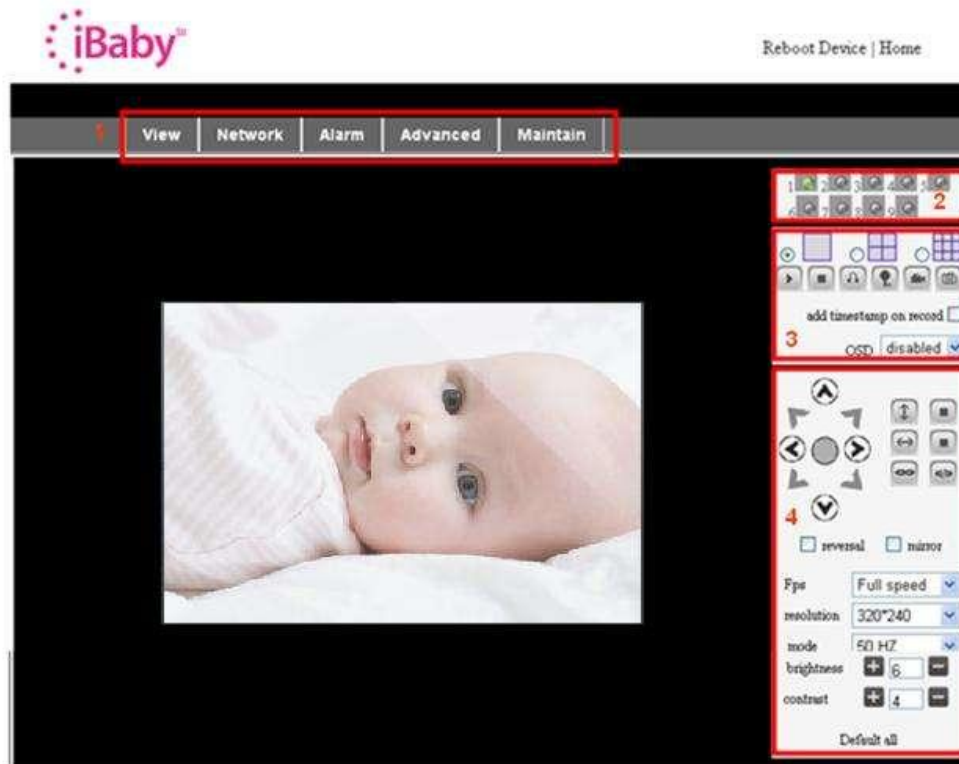 iBaby℠
Reboot Device | Home
1 View Network Alarm Advanced Maintain
1 2 3 4 5
2
6 7 8 9
add timestamp on record
3
OSD disabled
4
reversal mirror
Fps Full speed
resolution 320*240
mode 50 HZ
brightness + 6 −
contrast + 4 −
Default all